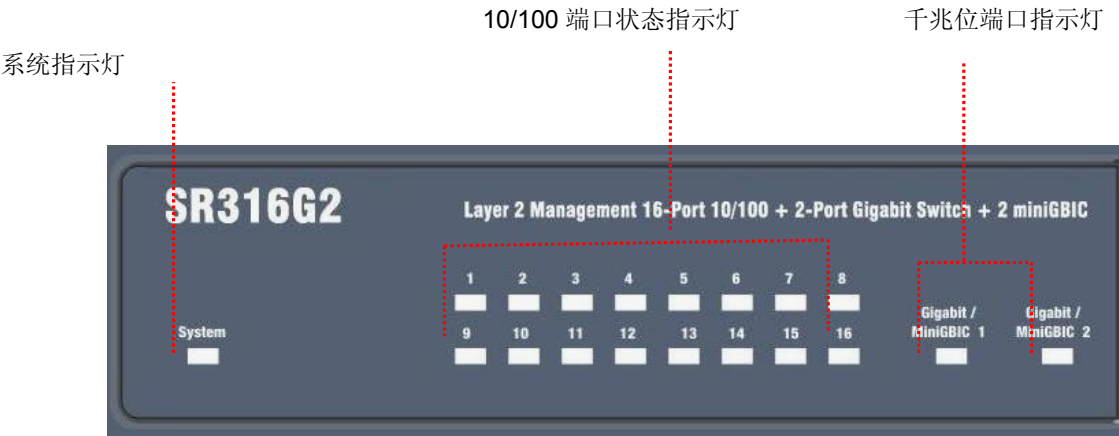 10/100 端口状态指示灯
千兆位端口指示灯
系统指示灯
SR316G2
Layer 2 Management 16-Port 10/100 + 2-Port Gigabit Switch + 2 miniGBIC
1 2 3 4 5 6 7 8
System
9 10 11 12 13 14 15 16
Gigabit /
MiniGBIC 1
Gigabit /
MiniGBIC 2